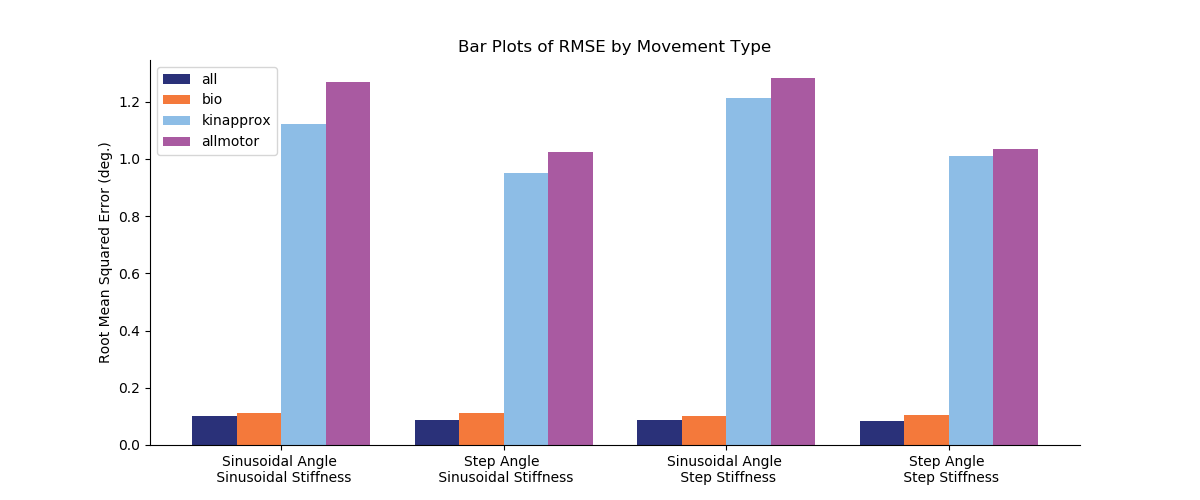 Bar Plots of RMSE by Movement Type
all
bio
kinapprox
allmotor
Root Mean Squared Error (deg.)
1.2
1.0
0.8
0.6
0.4
0.2
0.0
Sinusoidal Angle
Sinusoidal Stiffness
Step Angle
Sinusoidal Stiffness
Sinusoidal Angle
Step Stiffness
Step Angle
Step Stiffness